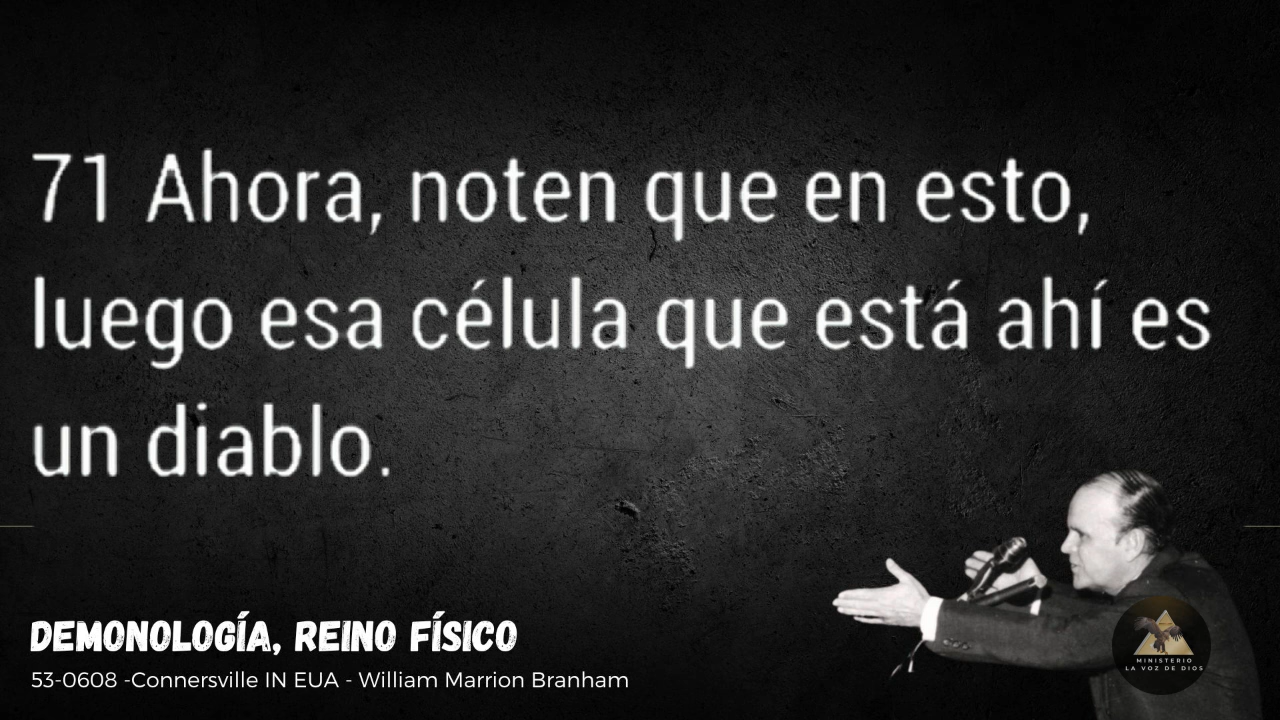 71 Ahora, noten que en esto,
luego esa célula que está ahí es
un diablo.
DEMONOLOGÍA, REINO FÍSICO
53-0608 -Connersville IN EUA - William Marrion Branham
MINISTERIO
LA VOZ DE DIOS